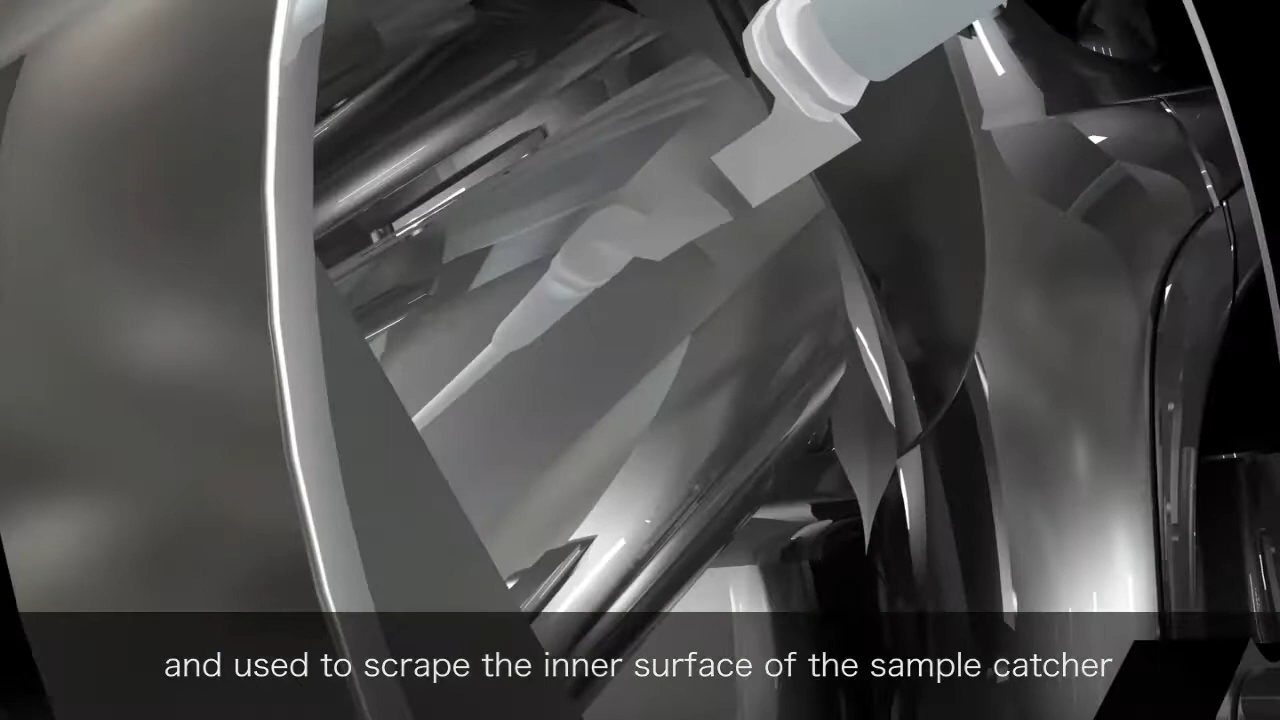 and used to scrape the inner surface of the sample catcher